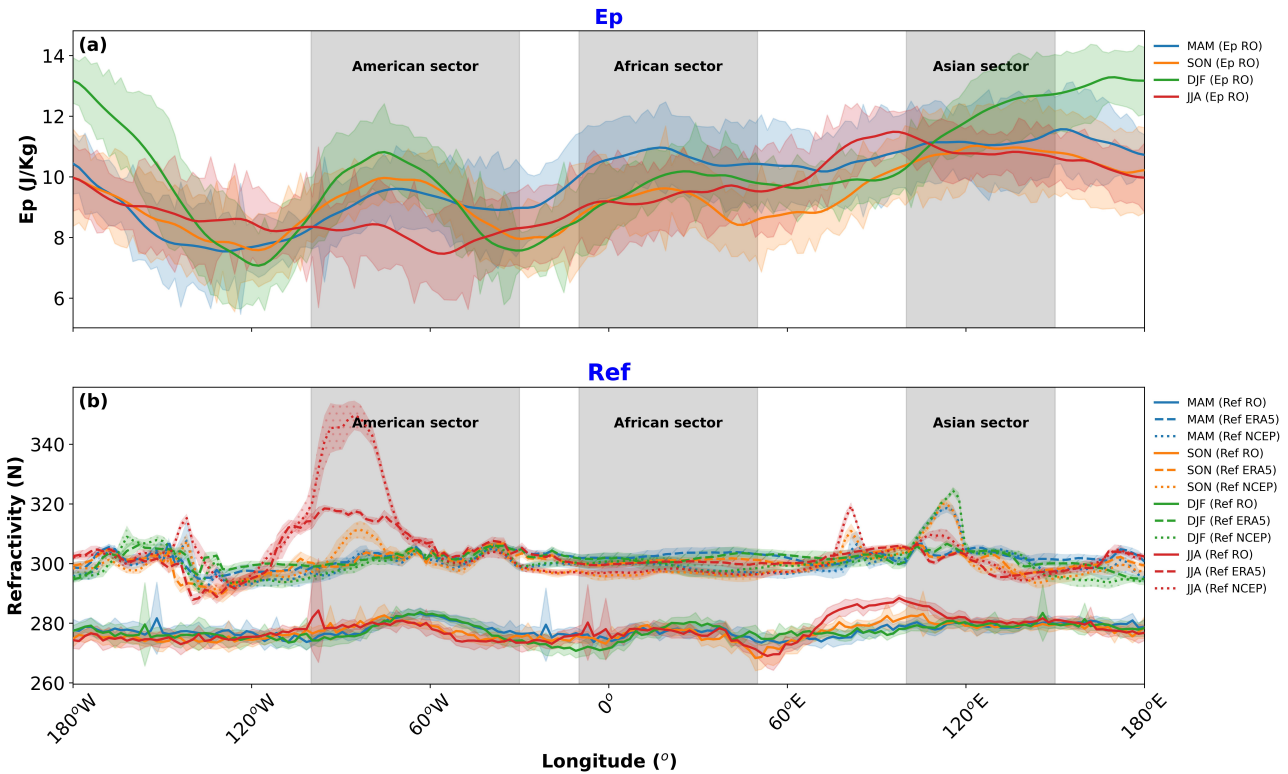 Ep
(a)
American sector
African sector
Asian sector
MAM (Ep RO)
SON (Ep RO)
DJF (Ep RO)
JJA (Ep RO)
Ep (J/Kg)
14
12
10
8
6
Ref
(b)
American sector
African sector
Asian sector
MAM (Ref RO)
MAM (Ref ERA5)
MAM (Ref NCEP)
SON (Ref RO)
SON (Ref ERA5)
SON (Ref NCEP)
DJF (Ref RO)
DJF (Ref ERA5)
DJF (Ref NCEP)
JJA (Ref RO)
JJA (Ref ERA5)
JJA (Ref NCEP)
Refractivity (N)
340
320
300
280
260
180°W
120°W
60°W
0°
60°E
120°E
180°E
Longitude (°)